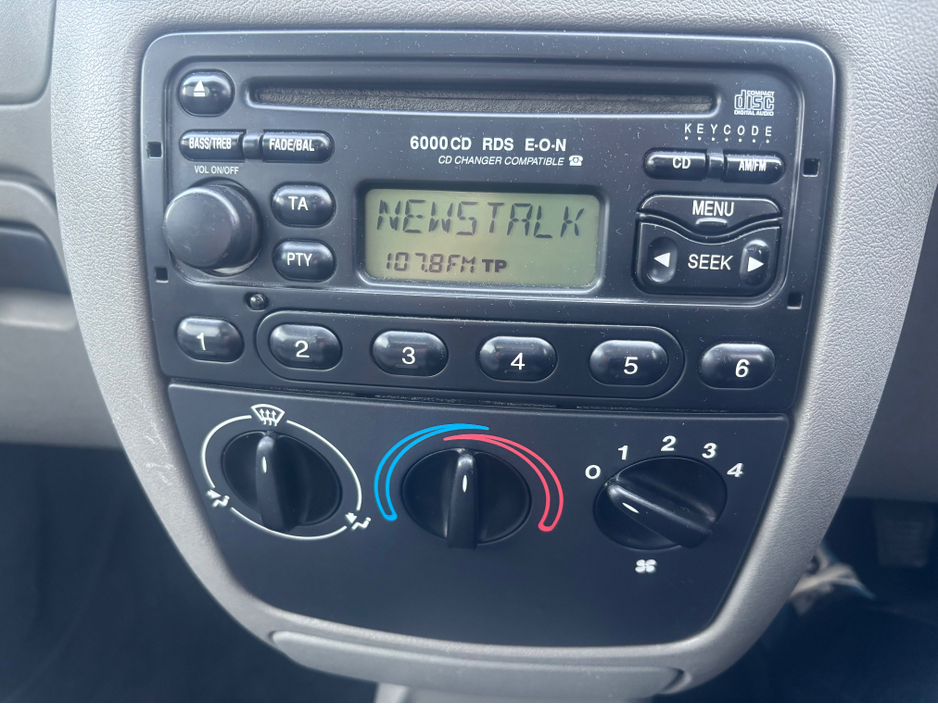 COMPACT
disc
DIGITAL AUDIO
KEYCODE
BASS/TREB FADE/BAL
6000CD RDS E-O-N
CD CHANGER COMPATIBLE
CD AM/FM
VOL ON/OFF
TA
NEWSTALK
MENU
PTY
107.8FM TP
SEEK
1 2 3 4 5 6
0 1 2 3 4